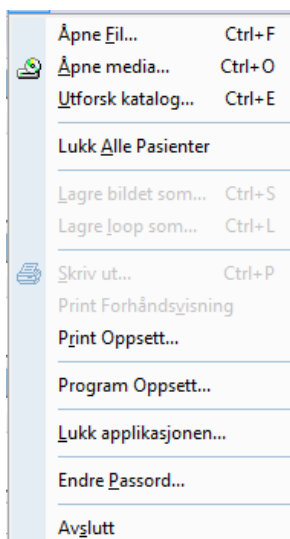 Åpne Fil... Ctrl+F
Åpne media... Ctrl+O
Utforsk katalog... Ctrl+E
Lukk Alle Pasienter
Lagre bildet som... Ctrl+S
Lagre loop som... Ctrl+L
Skriv ut... Ctrl+P
Print Forhåndsvisning
Print Oppsett...
Program Oppsett...
Lukk applikasjonen...
Endre Passord...
Avslutt